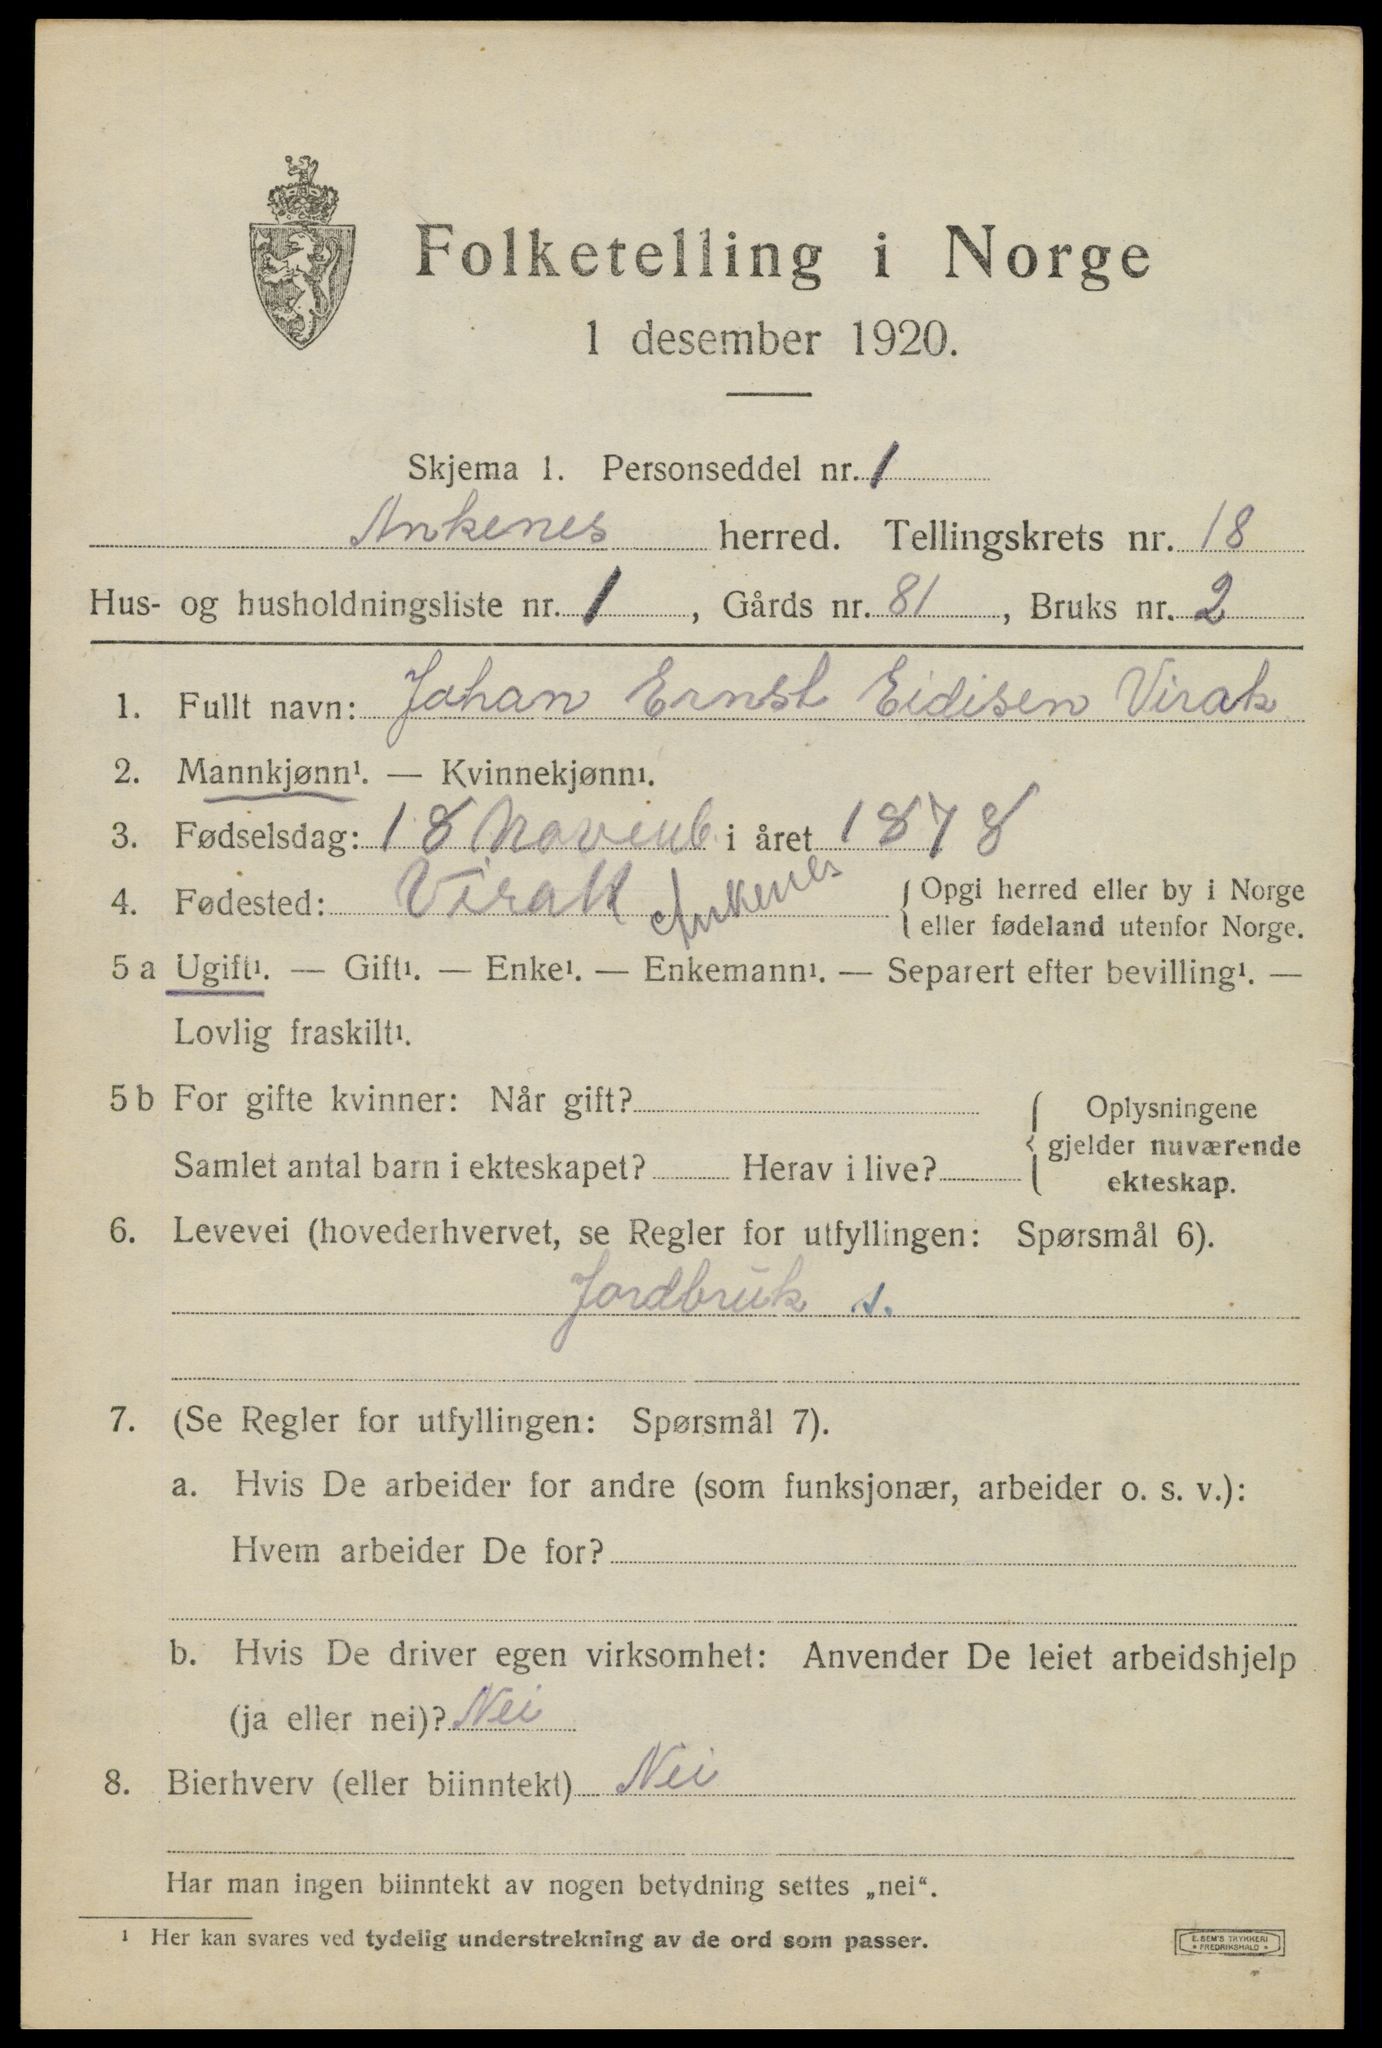 Folketelling i Norge
1 desember 1920.
Skjema 1. Personseddel nr. 1
Ankenes herred. Tellingskrets nr. 18
Hus- og husholdningsliste nr. 1, Gårds nr. 81, Bruks nr. 2
1. Fullt navn: Johan Ernst Eidisen Virak
2. Mannkjønn¹. — Kvinnekjønn¹.
3. Fødselsdag: 18 Novemb i året 1878
4. Fødested: Virak Ankenes { Opgi herred eller by i Norge
eller fødeland utenfor Norge.
5 a Ugift¹. — Gift¹. — Enke¹. — Enkemann¹. — Separert efter bevilling¹. —
Lovlig fraskilt¹.
5 b For gifte kvinner: Når gift? { Oplysningene
gjelder nuværende
Samlet antal barn i ekteskapet? Herav i live? ekteskap.
6. Levevei (hovederhvervet, se Regler for utfyllingen: Spørsmål 6).
Jordbruk s.
7. (Se Regler for utfyllingen: Spørsmål 7).
a. Hvis De arbeider for andre (som funksjonær, arbeider o. s. v.):
Hvem arbeider De for?
b. Hvis De driver egen virksomhet: Anvender De leiet arbeidshjelp
(ja eller nei)? Nei
8. Bierhverv (eller biinntekt) Nei
Har man ingen biinntekt av nogen betydning settes „nei“.
¹ Her kan svares ved tydelig understrekning av de ord som passer.
E. SEM'S TRYKKERI
* FREDRIKSHALD *